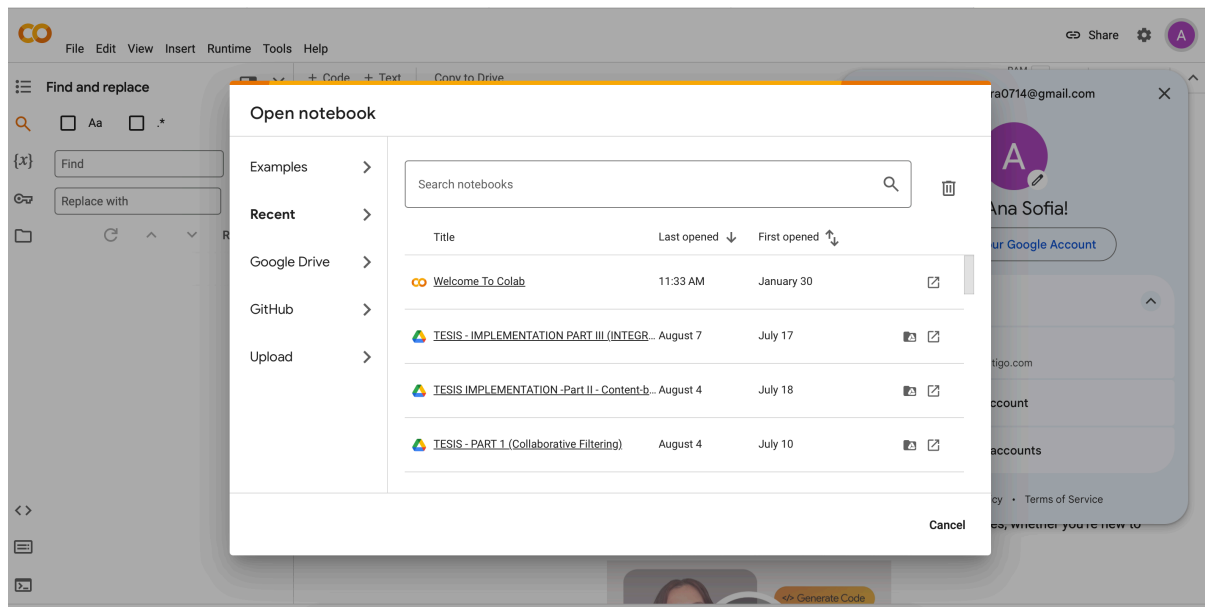 File Edit View Insert Runtime Tools Help
Share
A
+ Code + Text Copy to Drive
RAM
Find and replace
Aa .*
{x}
Find
Replace with
Open notebook
Examples
Recent
Google Drive
GitHub
Upload
Search notebooks
Title Last opened First opened
Welcome To Colab 11:33 AM January 30
TESIS - IMPLEMENTATION PART III (INTEGR... August 7 July 17
TESIS IMPLEMENTATION -Part II - Content-b... August 4 July 18
TESIS - PART 1 (Collaborative Filtering) August 4 July 10
Cancel
ra0714@gmail.com
A
Ana Sofia!
ur Google Account
tigo.com
ccount
accounts
cy • Terms of Service
es, whether you're new to
</> Generate Code